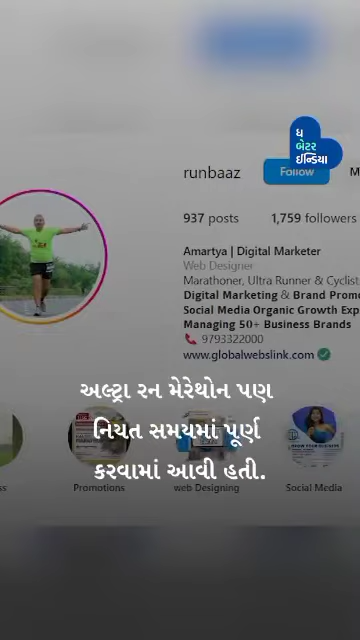 ધ
બેટર
ઇન્ડિયા
runbaaz
Follow
937 posts 1,759 followers
Amartya | Digital Marketer
Web Designer
Marathoner, Ultra Runner & Cyclist
Digital Marketing & Brand Promo
Social Media Organic Growth Exp
Managing 50+ Business Brands
9793322000
www.globalwebslink.com
અલ્ટ્રા રન મેરેથોન પણ
નિયત સમયમાં પૂર્ણ
કરવામાં આવી હતી.
Promotions web Designing Social Media